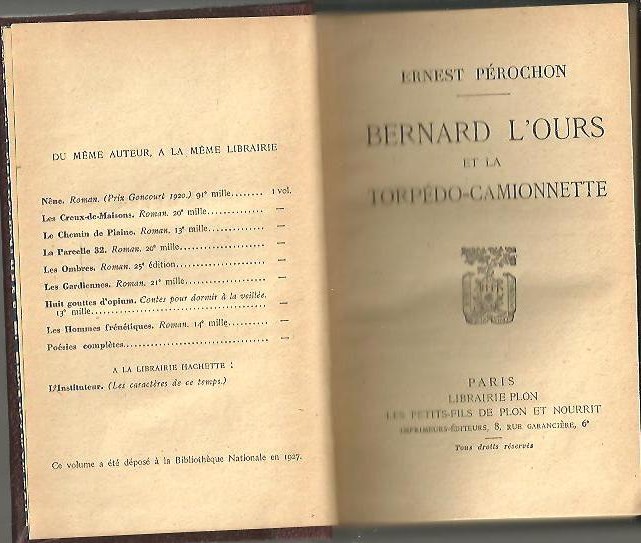 DU MÊME AUTEUR, A LA MÊME LIBRAIRIE
Nêne. Roman. (Prix Goncourt 1920.) 91e mille........ 1 vol.
Les Creux-de-Maisons. Roman. 20e mille............. —
Le Chemin de Plaine. Roman. 13e mille............... —
La Parcelle 32. Roman. 20e mille..................... —
Les Ombres. Roman. 25e édition...................... —
Les Gardiennes. Roman. 21e mille.................... —
Huit gouttes d'opium. Contes pour dormir à la veillée.
13e mille............................................ —
Les Hommes frénétiques. Roman. 14e mille.......... —
Poésies complètes.................................... —
A LA LIBRAIRIE HACHETTE :
L'Instituteur. (Les caractères de ce temps.)
Ce volume a été déposé à la Bibliothèque Nationale en 1927.
ERNEST PÉROCHON
BERNARD L'OURS
ET LA
TORPÉDO-CAMIONNETTE
PARIS
LIBRAIRIE PLON
LES PETITS-FILS DE PLON ET NOURRIT
IMPRIMEURS-ÉDITEURS, 8, RUE GARANCIÈRE, 6e
Tous droits réservés